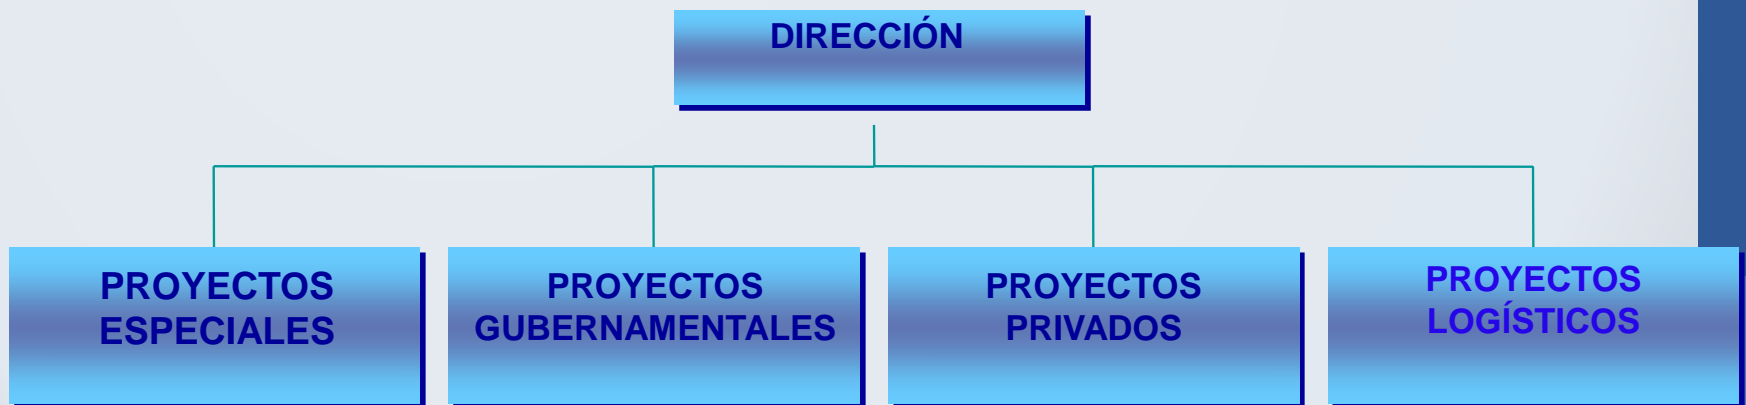 DIRECCIÓN
PROYECTOS
ESPECIALES
PROYECTOS
GUBERNAMENTALES
PROYECTOS
PRIVADOS
PROYECTOS
LOGÍSTICOS